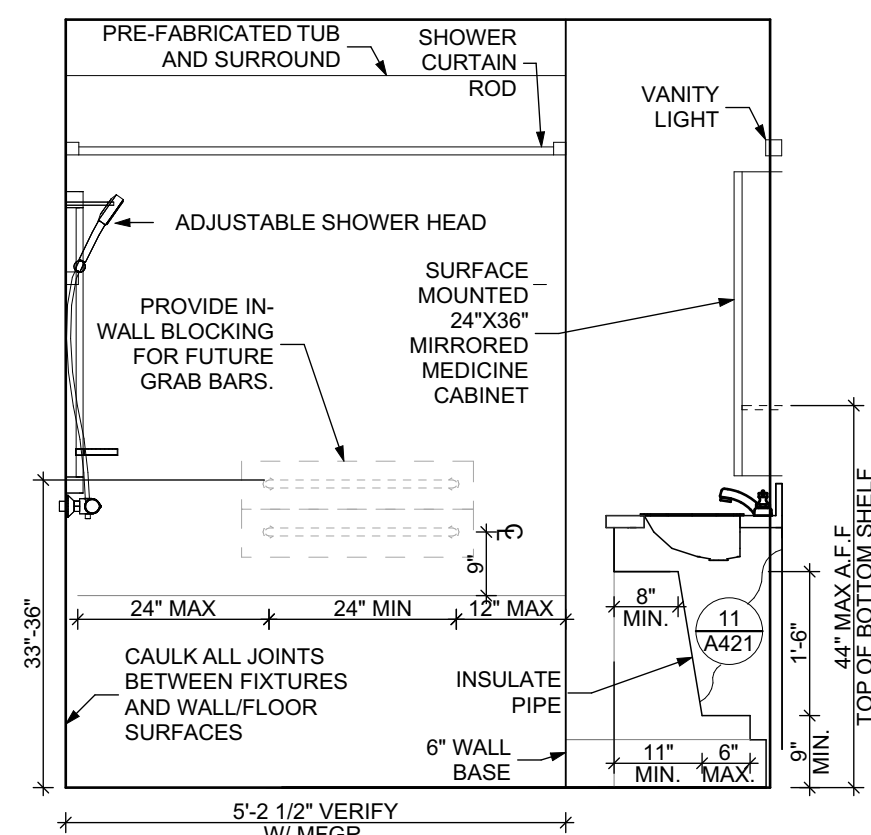 PRE-FABRICATED TUB
AND SURROUND
SHOWER
CURTAIN
ROD
VANITY
LIGHT
ADJUSTABLE SHOWER HEAD
SURFACE
MOUNTED
24"X36"
MIRRORED
MEDICINE
CABINET
PROVIDE IN-
WALL BLOCKING
FOR FUTURE
GRAB BARS.
CL
9"
24" MAX
24" MIN
12" MAX
33"-36"
8"
MIN.
11
A421
1'-6"
44" MAX A.F.F
TOP OF BOTTOM SHELF
CAULK ALL JOINTS
BETWEEN FIXTURES
AND WALL/FLOOR
SURFACES
INSULATE
PIPE
6" WALL
BASE
11"
MIN.
6"
MAX.
9"
MIN.
5'-2 1/2" VERIFY
W/ MFGR